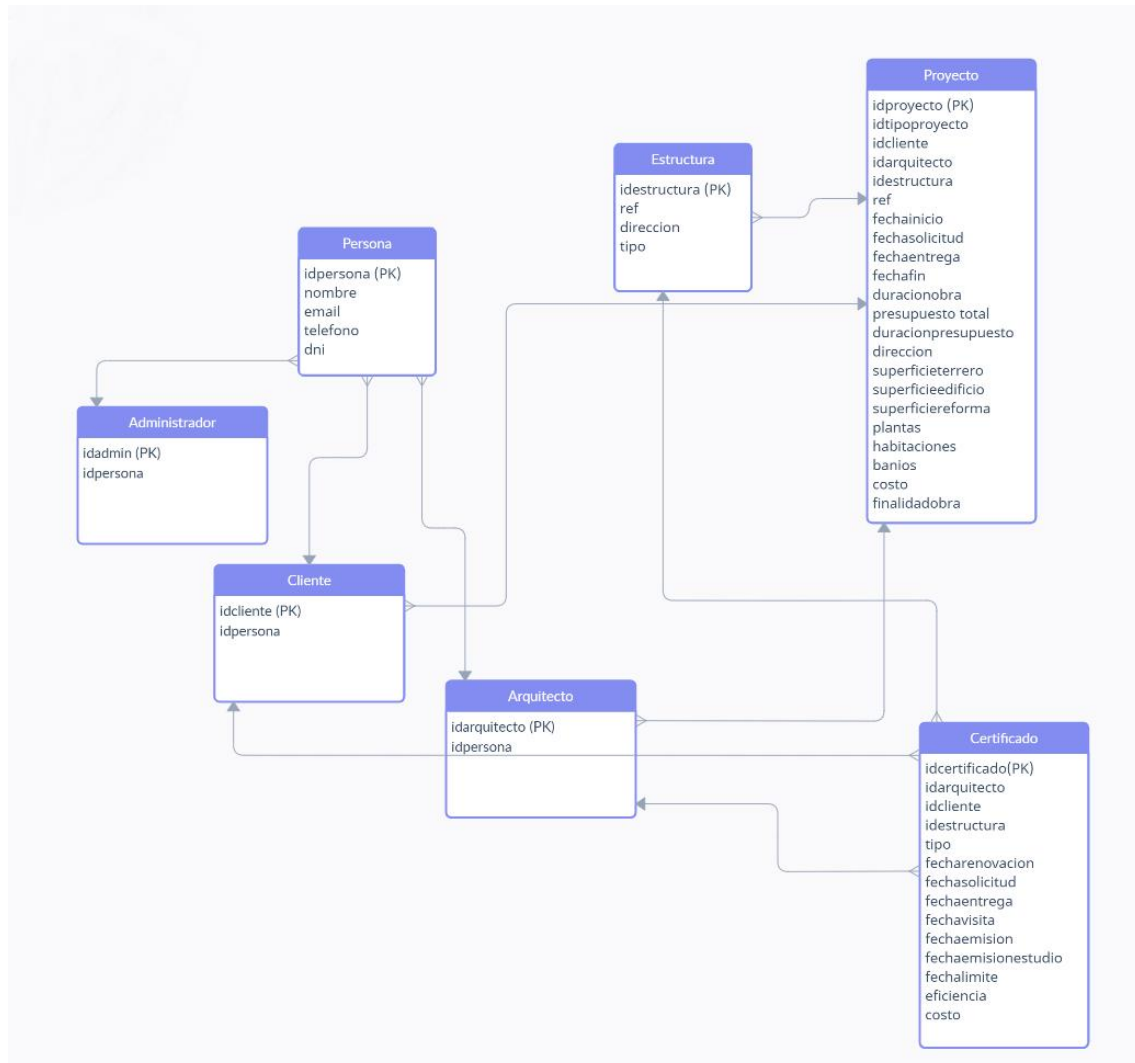 Proyecto
idproyecto (PK)
idtipoproyecto
idcliente
idarquitecto
idestructura
ref
fechainicio
fechasolicitud
fechaentrega
fechafin
duracionobra
presupuesto total
duracionpresupuesto
direccion
superficieterrero
superficieedificio
superficiereforma
plantas
habitaciones
banios
costo
finalidadobra
Estructura
idestructura (PK)
ref
direccion
tipo
Persona
idpersona (PK)
nombre
email
telefono
dni
Administrador
idadmin (PK)
idpersona
Cliente
idcliente (PK)
idpersona
Arquitecto
idarquitecto (PK)
idpersona
Certificado
idcertificado(PK)
idarquitecto
idcliente
idestructura
tipo
fecharenovacion
fechasolicitud
fechaentrega
fechavisita
fechaemision
fechaemisionestudio
fechalimite
eficiencia
costo